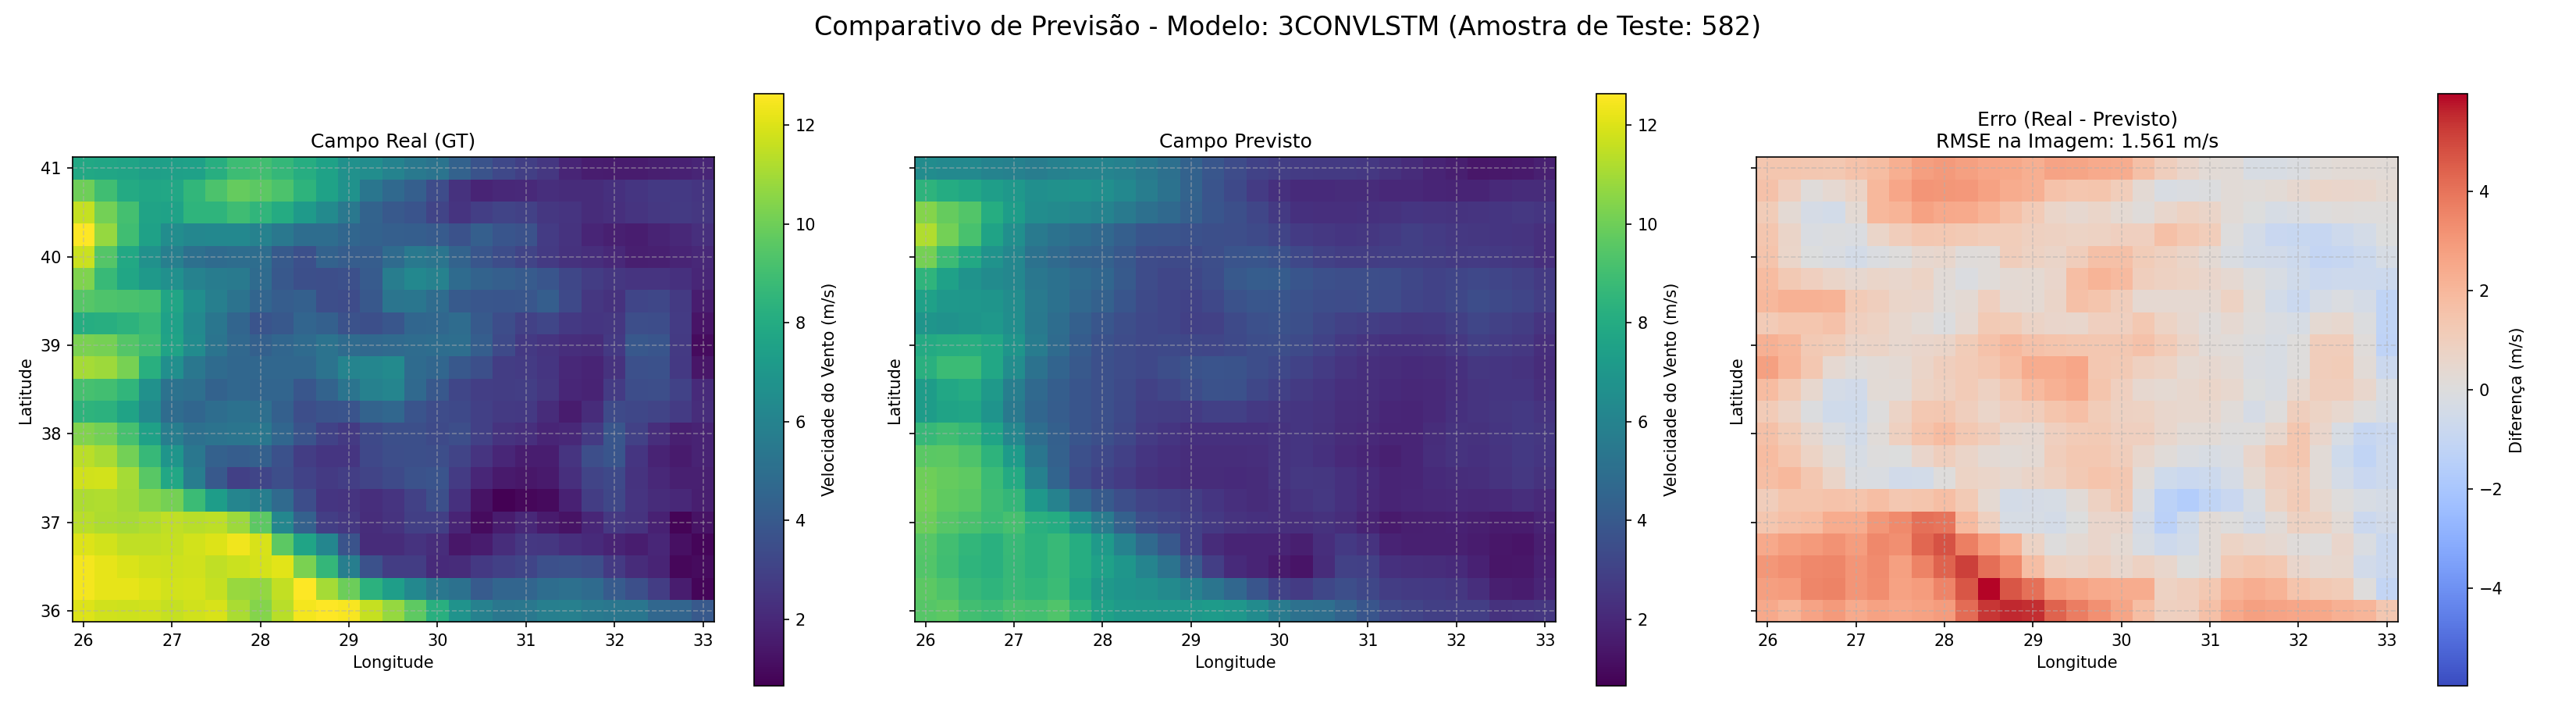 Comparativo de Previsão - Modelo: 3CONVLSTM (Amostra de Teste: 582)
Campo Real (GT)
41
40
39
38
37
36
Latitude
26 27 28 29 30 31 32 33
Longitude
12
10
8
6
4
2
Velocidade do Vento (m/s)
Campo Previsto
Latitude
26 27 28 29 30 31 32 33
Longitude
12
10
8
6
4
2
Velocidade do Vento (m/s)
Erro (Real - Previsto)
RMSE na Imagem: 1.561 m/s
Latitude
26 27 28 29 30 31 32 33
Longitude
4
2
0
−2
−4
Diferença (m/s)